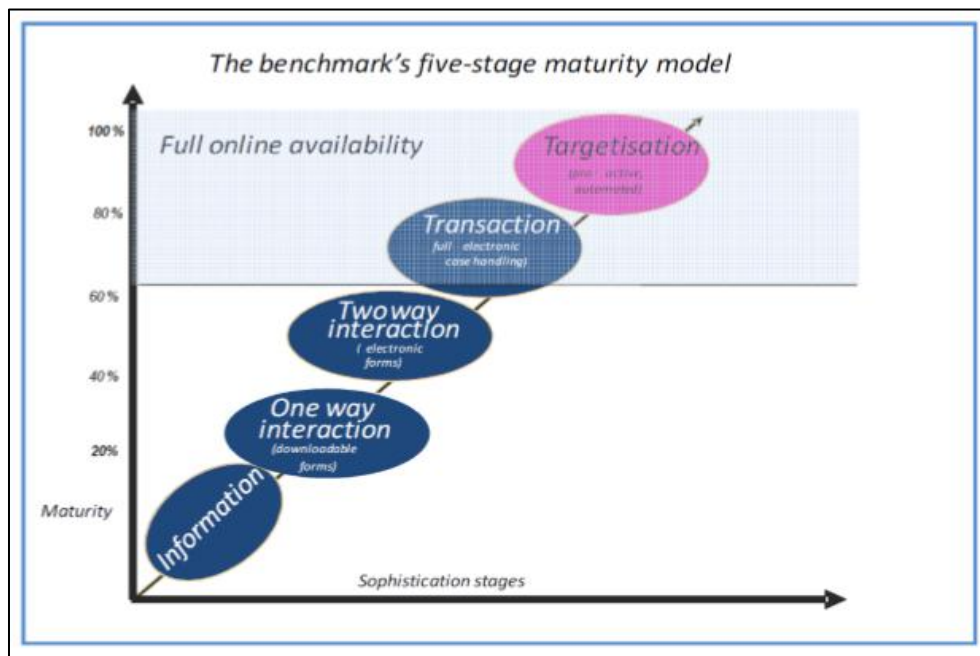 The benchmark's five-stage maturity model
100%
Full online availability
Targetisation
(pro active,
automated)
80%
Transaction
full electronic
case handling)
60%
Two way
interaction
( electronic
forms)
40%
One way
interaction
(downloadable
forms)
20%
Information
Maturity
Sophistication stages